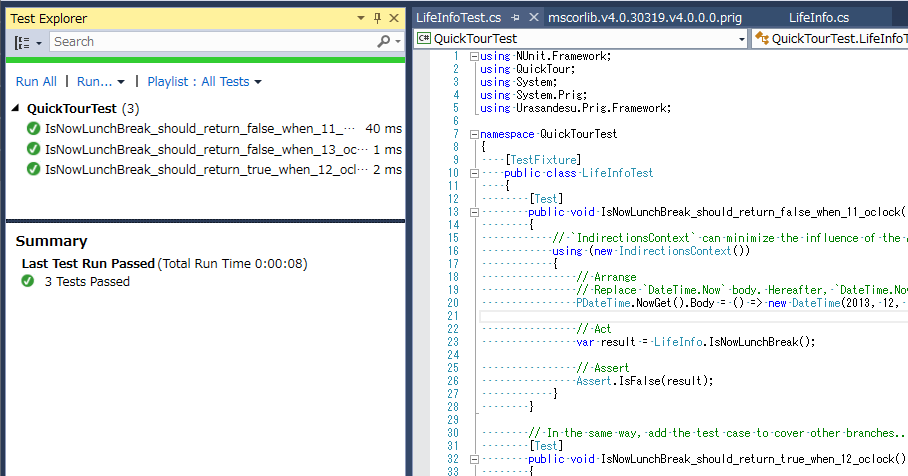 Test Explorer
Search
Run All | Run... | Playlist : All Tests
QuickTourTest (3)
IsNowLunchBreak_should_return_false_when_11_... 40 ms
IsNowLunchBreak_should_return_false_when_13_oc... 1 ms
IsNowLunchBreak_should_return_true_when_12_ocl... 2 ms
Summary
Last Test Run Passed (Total Run Time 0:00:08)
3 Tests Passed
LifeInfoTest.cs mscorlib.v4.0.30319.v4.0.0.0.prig LifeInfo.cs
C# QuickTourTest QuickTourTest.LifeInfoT
1 using NUnit.Framework;
2 using QuickTour;
3 using System;
4 using System.Prig;
5 using Urasandesu.Prig.Framework;
6
7 namespace QuickTourTest
8 {
9 [TestFixture]
10 public class LifeInfoTest
11 {
12 [Test]
13 public void IsNowLunchBreak_should_return_false_when_11_oclock(
14 {
15 // `IndirectionsContext` can minimize the influence of the
16 using (new IndirectionsContext())
17 {
18 // Arrange
19 // Replace `DateTime.Now` body. Hereafter, `DateTime.No
20 PDateTime.NowGet().Body = () => new DateTime(2013, 12,
21
22 // Act
23 var result = LifeInfo.IsNowLunchBreak();
24
25 // Assert
26 Assert.IsFalse(result);
27 }
28 }
29
30 // In the same way, add the test case to cover other branches..
31 [Test]
32 public void IsNowLunchBreak_should_return_true_when_12_oclock()
33 {